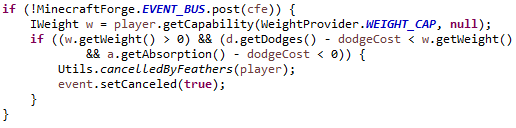 if (!MinecraftForge.EVENT_BUS.post(cfe)) {
    IWeight w = player.getCapability(WeightProvider.WEIGHT_CAP, null);
    if ((w.getWeight() > 0) && (d.getDodges() - dodgeCost < w.getWeight()
            && a.getAbsorption() - dodgeCost < 0)) {
        Utils.cancelledByFeathers(player);
        event.setCanceled(true);
    }
}